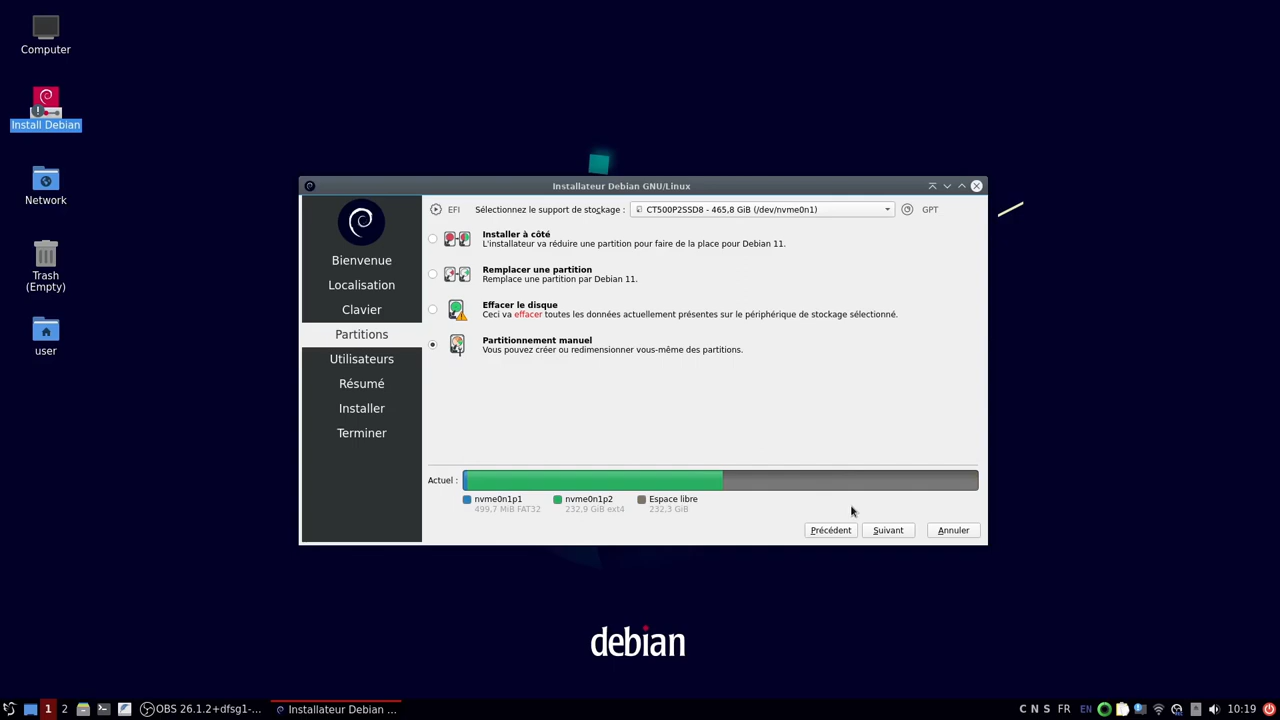 Computer
Install Debian
Network
Trash
(Empty)
user
Installateur Debian GNU/Linux
EFI
Sélectionnez le support de stockage :
CT500P2SSD8 - 465,8 GiB (/dev/nvme0n1)
GPT
Bienvenue
Localisation
Clavier
Partitions
Utilisateurs
Résumé
Installer
Terminer
Installer à côté
L'installateur va réduire une partition pour faire de la place pour Debian 11.
Remplacer une partition
Remplace une partition par Debian 11.
Effacer le disque
Ceci va effacer toutes les données actuellement présentes sur le périphérique de stockage sélectionné.
Partitionnement manuel
Vous pouvez créer ou redimensionner vous-même des partitions.
Actuel :
nvme0n1p1
499,7 MiB FAT32
nvme0n1p2
232,9 GiB ext4
Espace libre
232,3 GiB
Précédent
Suivant
Annuler
debian
1
2
OBS 26.1.2+dfsg1-...
Installateur Debian ...
C N S
FR
EN
10:19